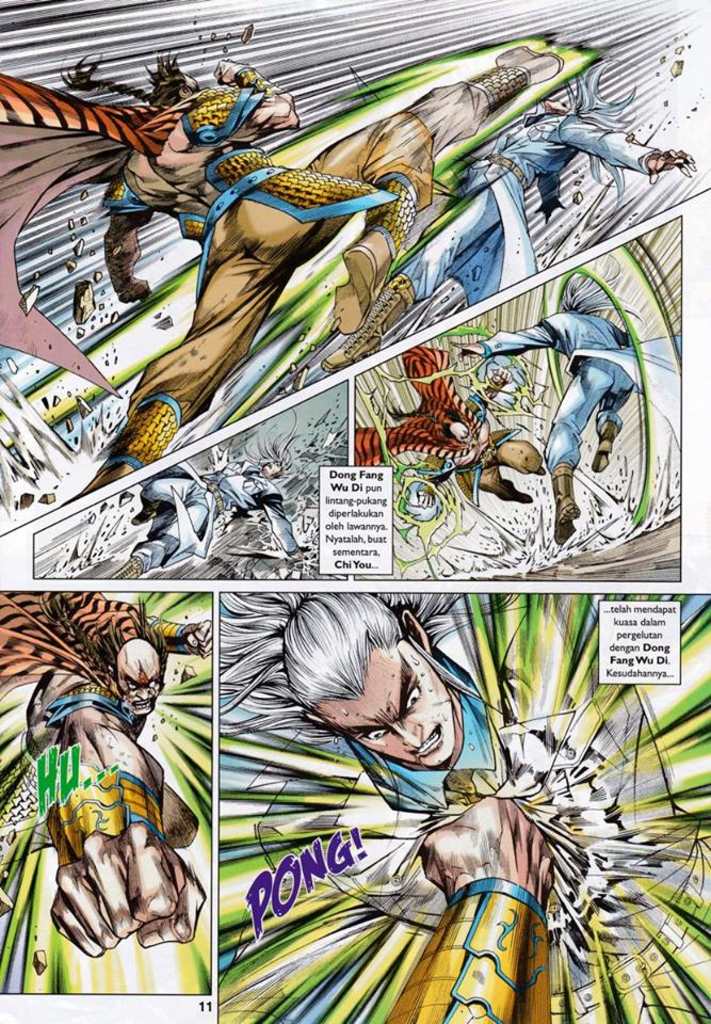 Dong Fang
Wu Di pun
lintang-pukang
diperlakukan
oleh lawannya.
Nyatalah, buat
sementara,
Chi You...
...telah mendapat
kuasa dalam
pergelutan
dengan Dong
Fang Wu Di.
Kesudahannya...
HU...
PONG!
11